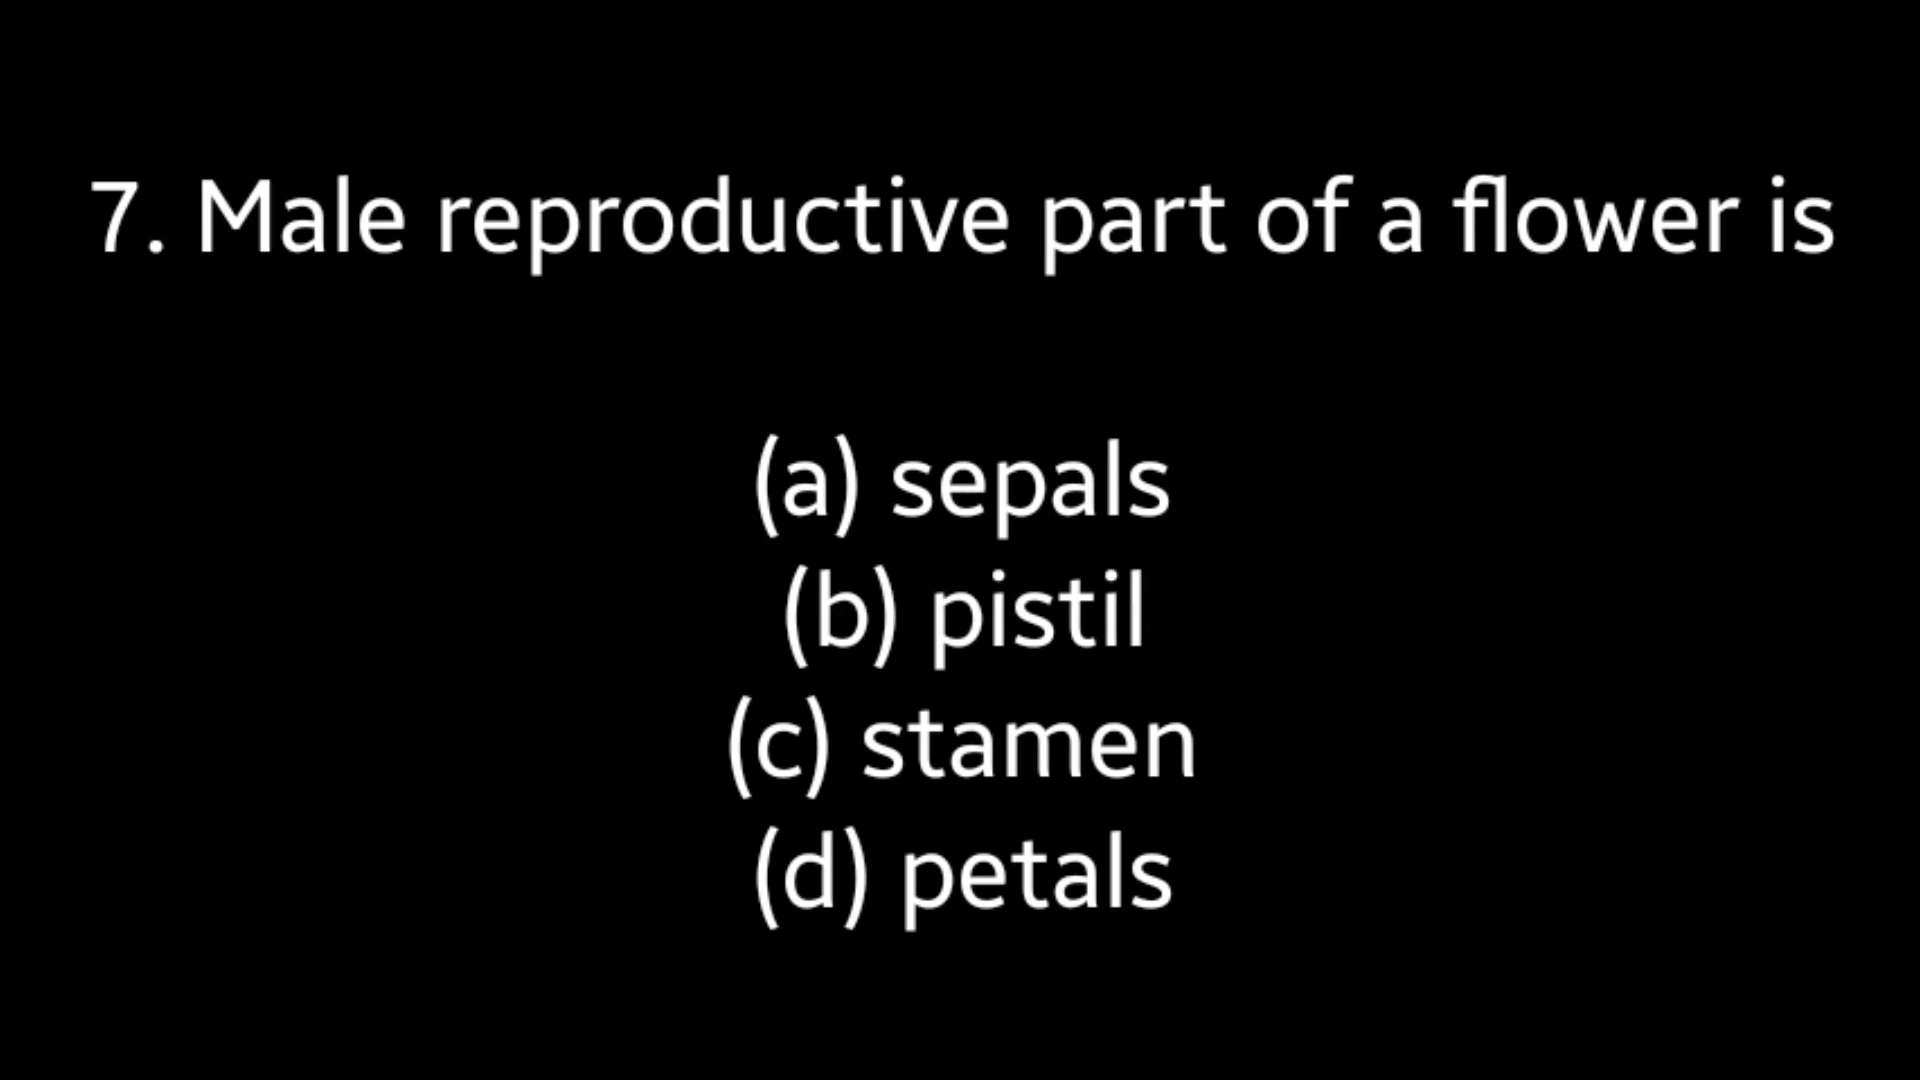 7. Male reproductive part of a flower is
(a) sepals
(b) pistil
(c) stamen
(d) petals